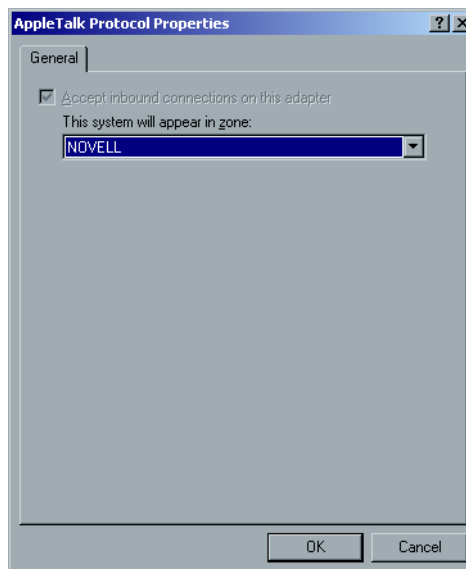 AppleTalk Protocol Properties
General
Accept inbound connections on this adapter
This system will appear in zone:
NOVELL
OK
Cancel